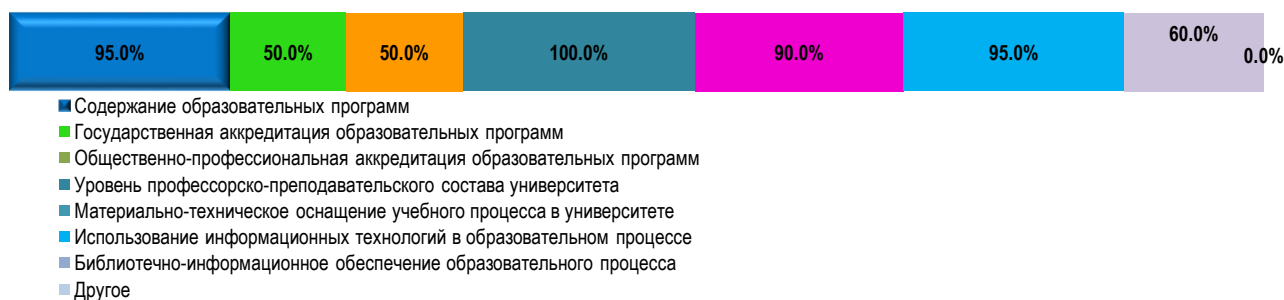 95.0% 50.0% 50.0% 100.0% 90.0% 95.0% 60.0% 0.0%
Содержание образовательных программ
Государственная аккредитация образовательных программ
Общественно-профессиональная аккредитация образовательных программ
Уровень профессорско-преподавательского состава университета
Материально-техническое оснащение учебного процесса в университете
Использование информационных технологий в образовательном процессе
Библиотечно-информационное обеспечение образовательного процесса
Другое